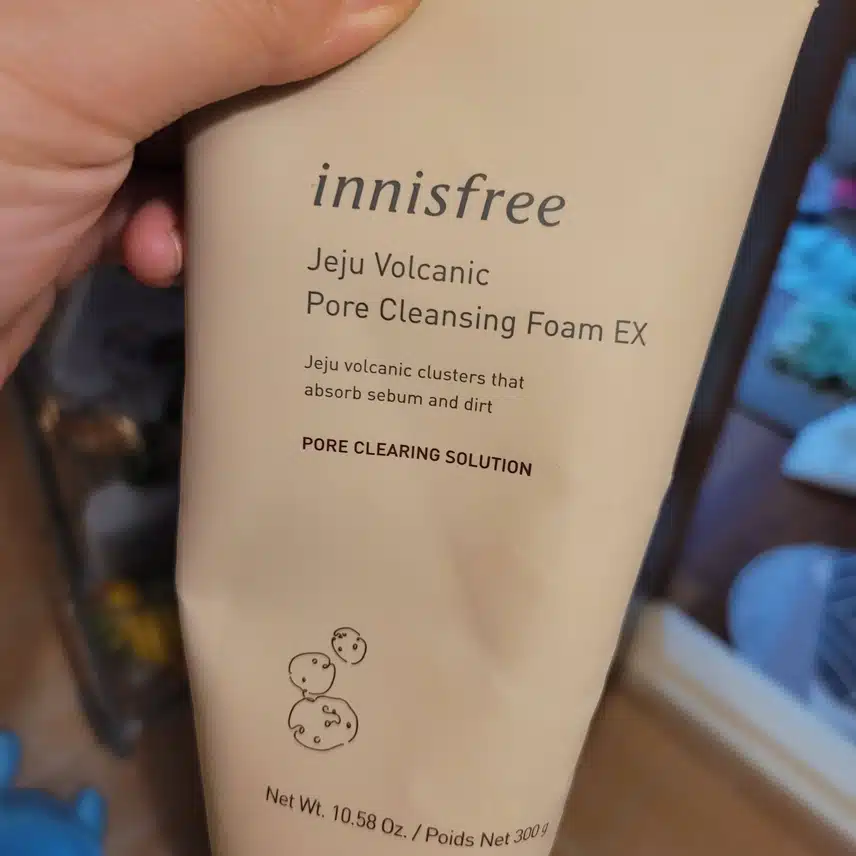 innisfree
Jeju Volcanic
Pore Cleansing Foam EX
Jeju volcanic clusters that
absorb sebum and dirt
PORE CLEARING SOLUTION
Net Wt. 10.58 Oz. / Poids Net 300 g